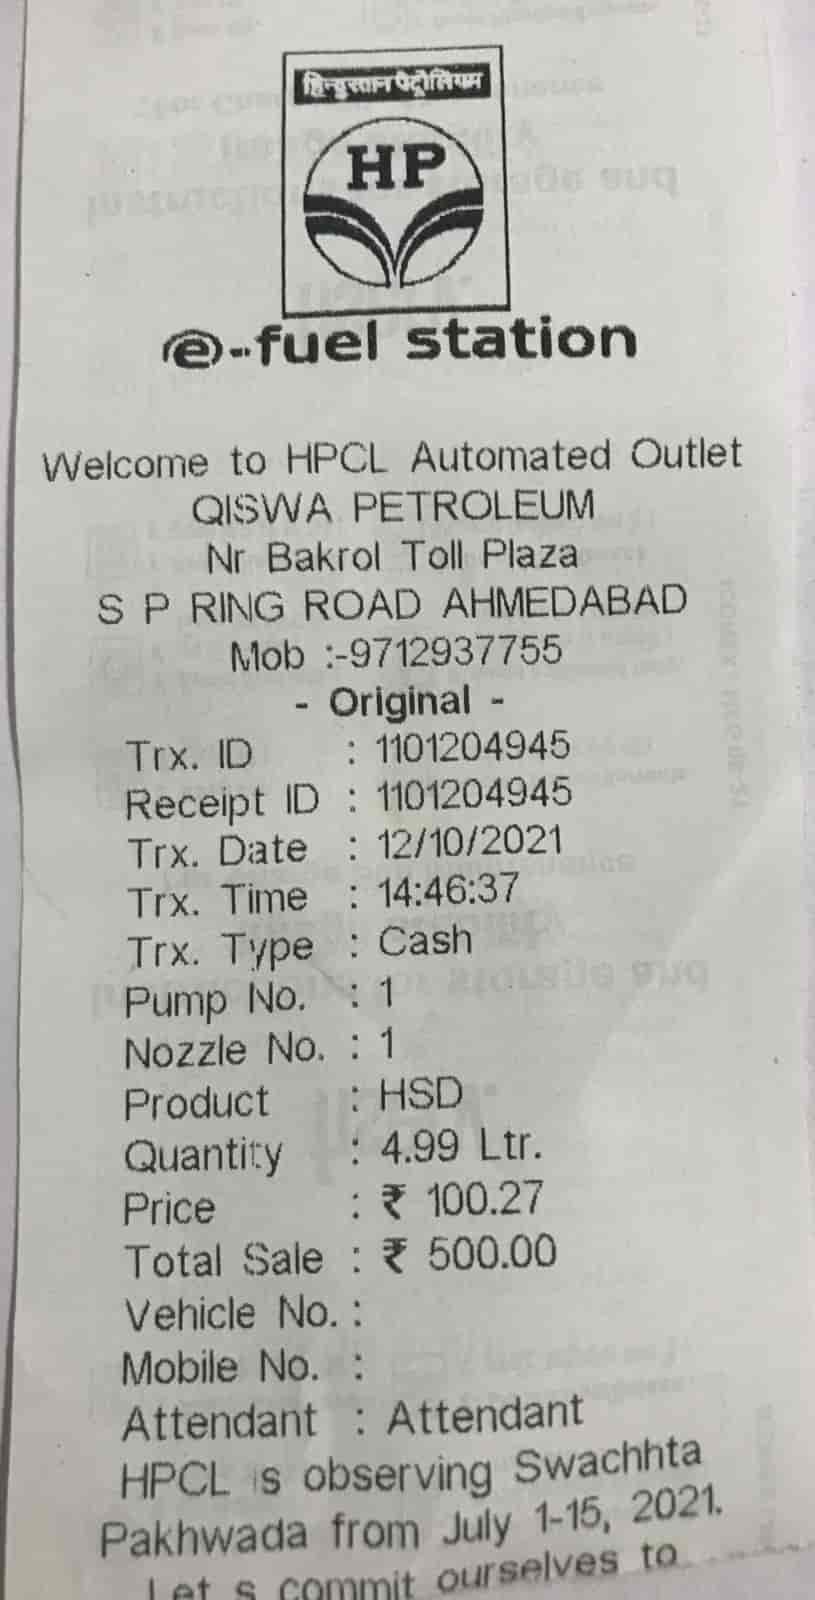 हिन्दुस्तान पेट्रोलियम
HP
e-fuel station
Welcome to HPCL Automated Outlet
QISWA PETROLEUM
Nr Bakrol Toll Plaza
S P RING ROAD AHMEDABAD
Mob :-9712937755
- Original -
Trx. ID : 1101204945
Receipt ID : 1101204945
Trx. Date : 12/10/2021
Trx. Time : 14:46:37
Trx. Type : Cash
Pump No. : 1
Nozzle No. : 1
Product : HSD
Quantity : 4.99 Ltr.
Price : ₹ 100.27
Total Sale : ₹ 500.00
Vehicle No. :
Mobile No. :
Attendant : Attendant
HPCL is observing Swachhta
Pakhwada from July 1-15, 2021.
Let s commit ourselves to